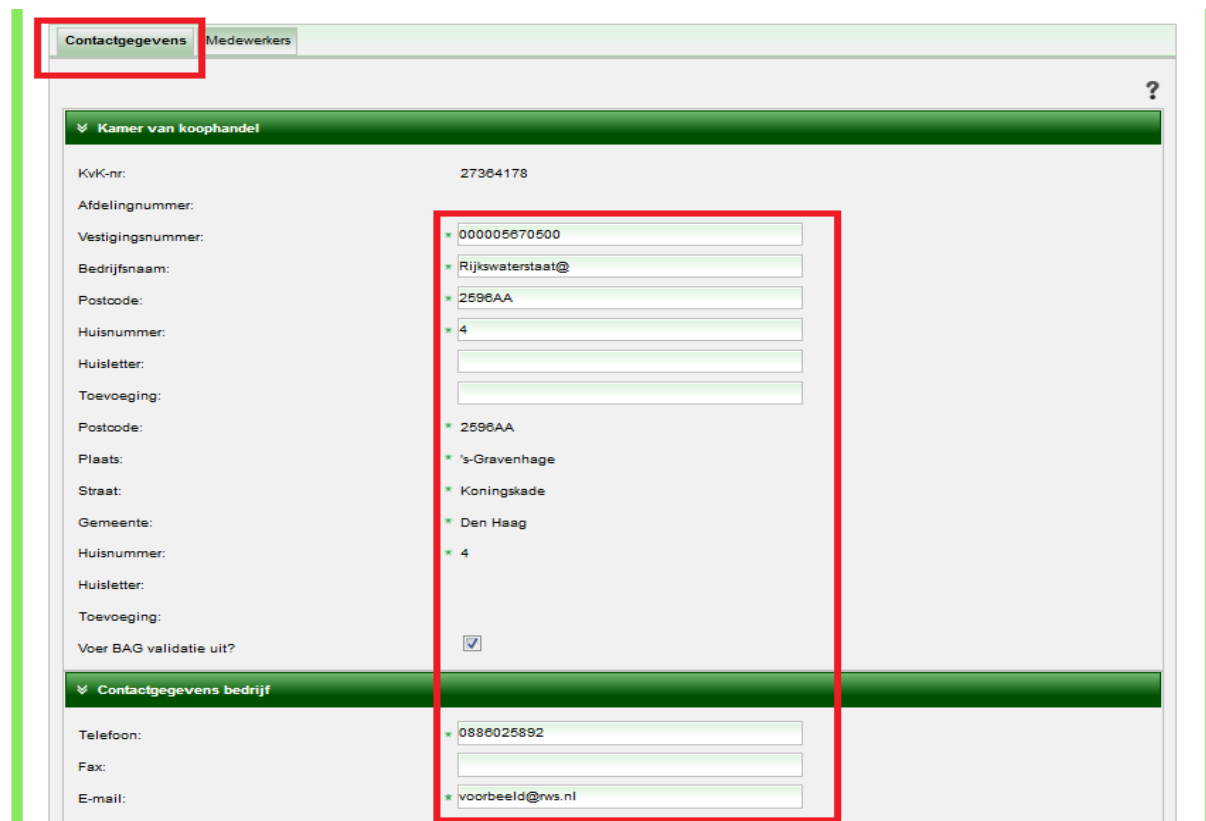 Contactgegevens Medewerkers
?
Kamer van koophandel
KvK-nr: 27364178
Afdelingnummer:
Vestigingsnummer: * 000005670500
Bedrijfsnaam: * Rijkswaterstaat@
Postcode: * 2596AA
Huisnummer: * 4
Huisletter:
Toevoeging:
Postcode: * 2596AA
Plaats: * 's-Gravenhage
Straat: * Koningskade
Gemeente: * Den Haag
Huisnummer: * 4
Huisletter:
Toevoeging:
Voer BAG validatie uit?
Contactgegevens bedrijf
Telefoon: * 0886025892
Fax:
E-mail: * voorbeeld@rws.nl